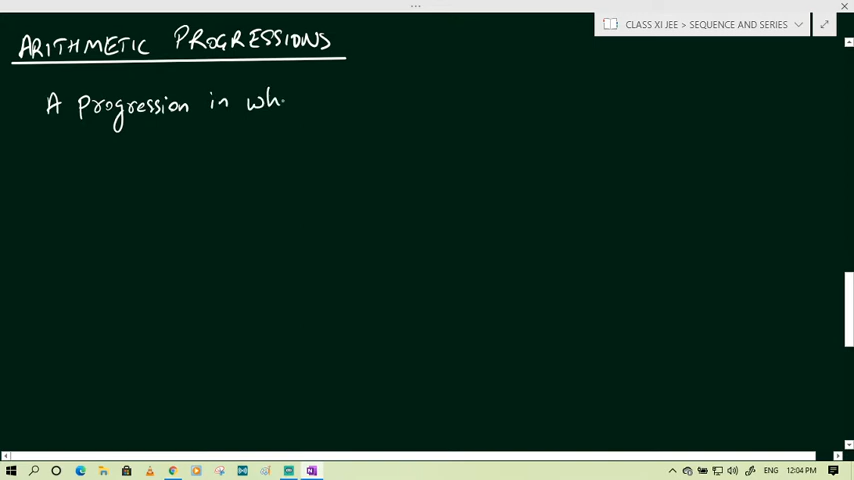 CLASS XI JEE > SEQUENCE AND SERIES
ARITHMETIC PROGRESSIONS
A progression in wh
ENG 12:04 PM